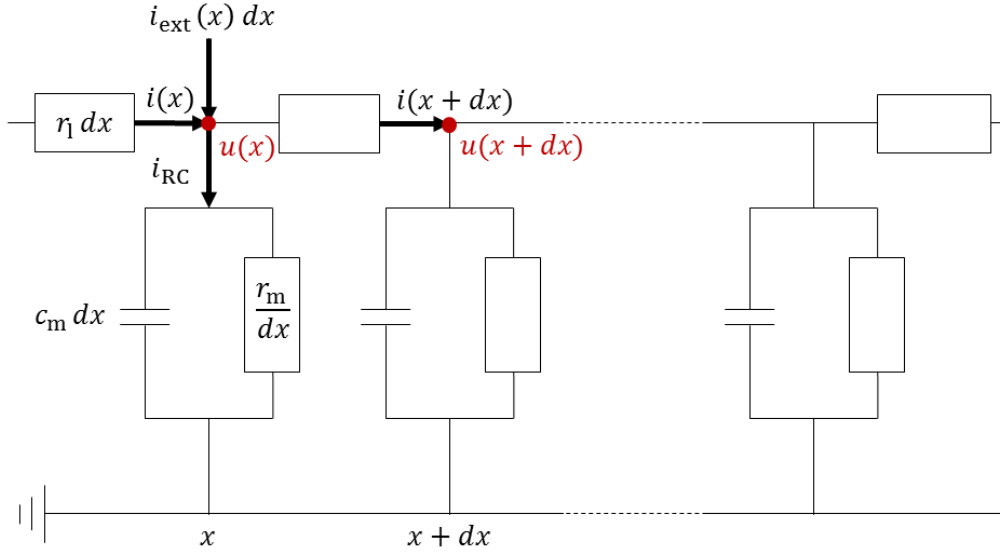 i_ext(x) dx
r_l dx
i(x)
i(x + dx)
u(x)
u(x + dx)
i_RC
c_m dx
r_m
dx
x
x + dx